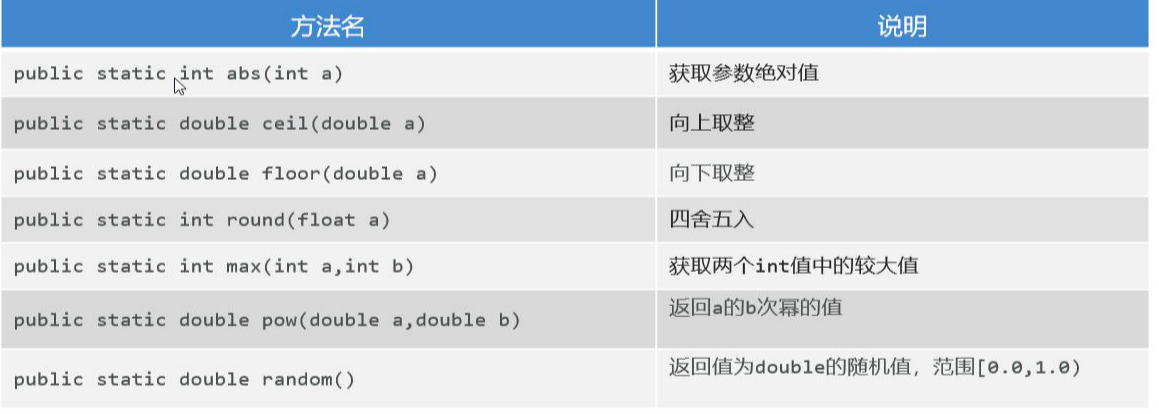 方法名 说明
public static int abs(int a) 获取参数绝对值
public static double ceil(double a) 向上取整
public static double floor(double a) 向下取整
public static int round(float a) 四舍五入
public static int max(int a,int b) 获取两个int值中的较大值
public static double pow(double a,double b) 返回a的b次幂的值
public static double random() 返回值为double的随机值，范围[0.0,1.0)